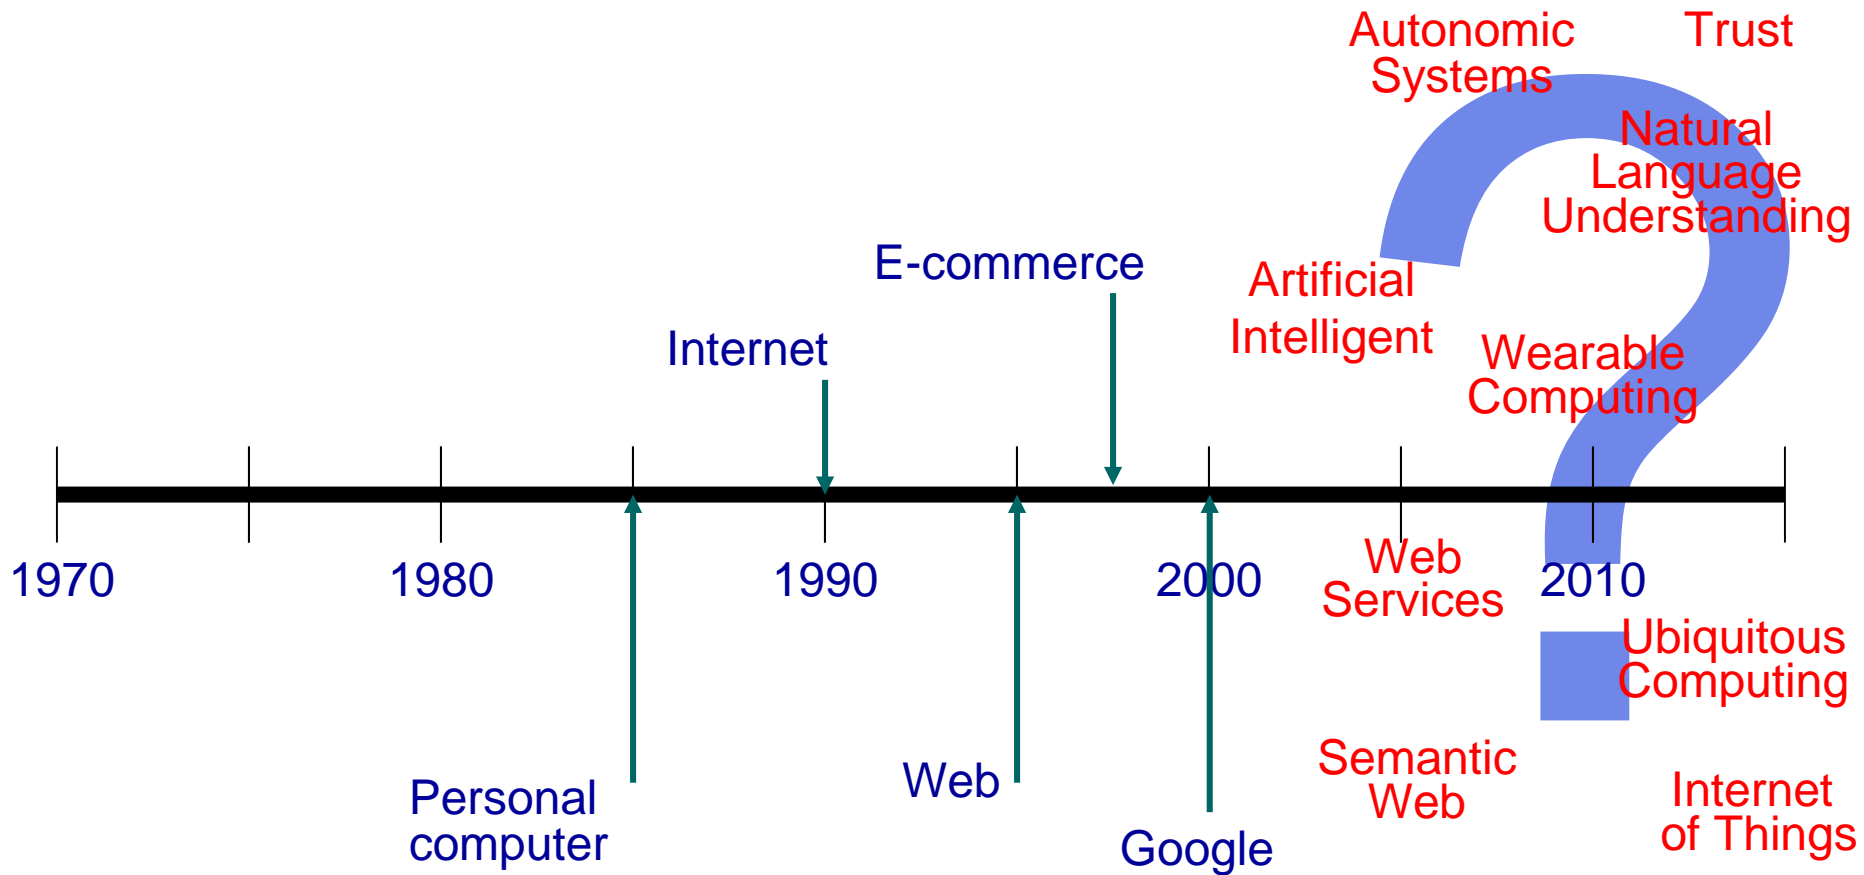 Autonomic
Systems
Trust
Natural
Language
Understanding
E-commerce
Artificial
Intelligent
Internet
Wearable
Computing
1970
1980
1990
2000
2010
Web
Services
Ubiquitous
Computing
Semantic
Web
Internet
of Things
Personal
computer
Web
Google